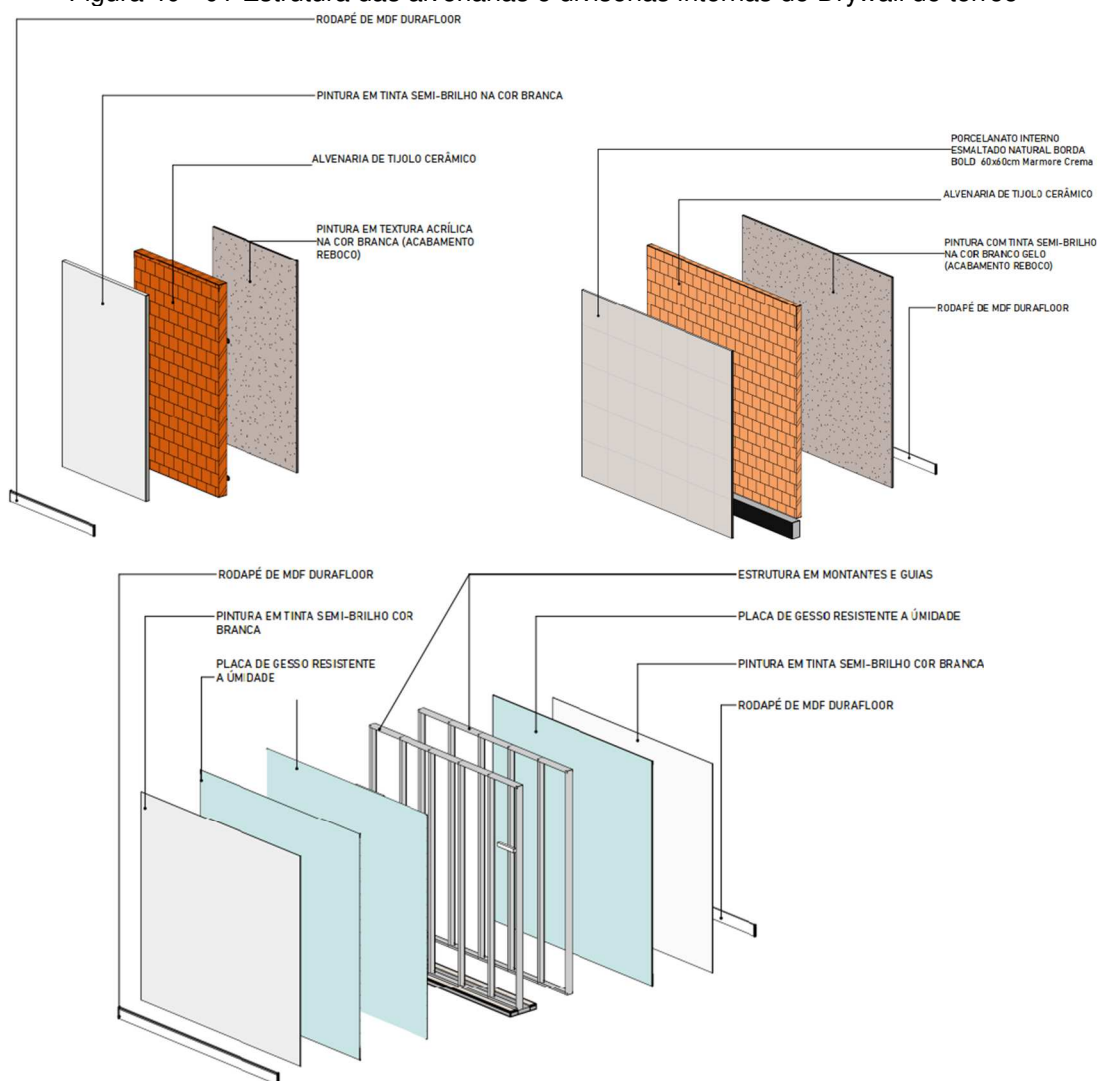 RODAPÉ DE MDF DURAFLOOR
PINTURA EM TINTA SEMI-BRILHO NA COR BRANCA
ALVENARIA DE TIJOLO CERÂMICO
PINTURA EM TEXTURA ACRÍLICA
NA COR BRANCA (ACABAMENTO
REBOCO)
PORCELANATO INTERNO
ESMALTADO NATURAL BORDA
BOLD 60x60cm Marmore Crema
ALVENARIA DE TIJOLO CERÂMICO
PINTURA COM TINTA SEMI-BRILHO
NA COR BRANCO GELO
(ACABAMENTO REBOCO)
RODAPÉ DE MDF DURAFLOOR
RODAPÉ DE MDF DURAFLOOR
PINTURA EM TINTA SEMI-BRILHO COR
BRANCA
PLACA DE GESSO RESISTENTE
A ÚMIDADE
ESTRUTURA EM MONTANTES E GUIAS
PLACA DE GESSO RESISTENTE A ÚMIDADE
PINTURA EM TINTA SEMI-BRILHO COR BRANCA
RODAPÉ DE MDF DURAFLOOR